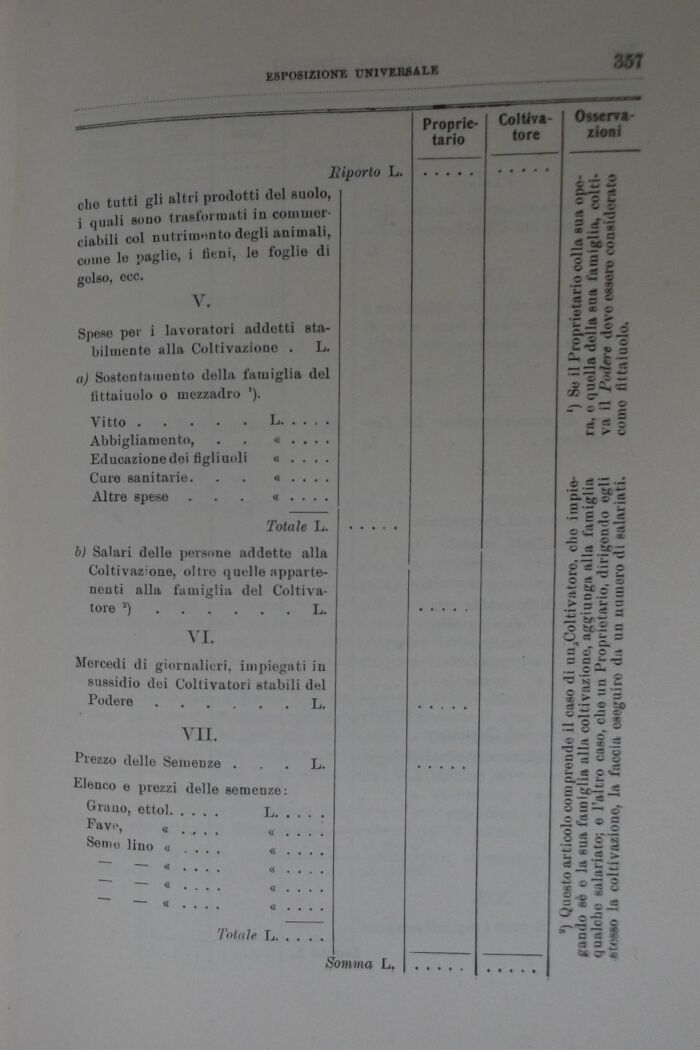 ESPOSIZIONE UNIVERSALE 357
Proprie-
tario
Coltiva-
tore
Osserva-
zioni
Riporto L. ..... .....
che tutti gli altri prodotti del suolo,
i quali sono trasformati in commer-
ciabili col nutrimento degli animali,
come le paglie, i fieni, le foglie di
gelso, ecc.
V.
Spese per i lavoratori addetti sta-
bilmente alla Coltivazione . L.
a) Sostentamento della famiglia del
fittaiuolo o mezzadro ¹).
Vitto . . . . . L. . . . .
Abbigliamento, . . « . . . .
Educazione dei figliuoli « . . . .
Cure sanitarie. . . « . . . .
Altre spese . . . « . . . .
Totale L. .....
b) Salari delle persone addette alla
Coltivazione, oltre quelle apparte-
nenti alla famiglia del Coltiva-
tore ²) . . . . . . L. .....
VI.
Mercedi di giornalieri, impiegati in
sussidio dei Coltivatori stabili del
Podere . . . . . . L. .....
VII.
Prezzo delle Semenze . . . L. .....
Elenco e prezzi delle semenze:
Grano, ettol. . . . . L. . . . .
Fave, « . . . . « . . . .
Seme lino « . . . . « . . . .
— — « . . . . « . . . .
— — « . . . . « . . . .
— — « . . . . « . . . .
Totale L. . . . .
Somma L, ..... .....
¹) Se il Proprietario colla sua ope-
ra, e quella della sua famiglia, colti-
va il Podere deve essere considerato
come fittaiuolo.
²) Questo articolo comprende il caso di un Coltivatore, che impie-
gando sè e la sua famiglia alla coltivazione, aggiunga alla famiglia
qualche salariato; e l'altro caso, che un Proprietario, dirigendo egli
stesso la coltivazione, la faccia eseguire da un numero di salariati.